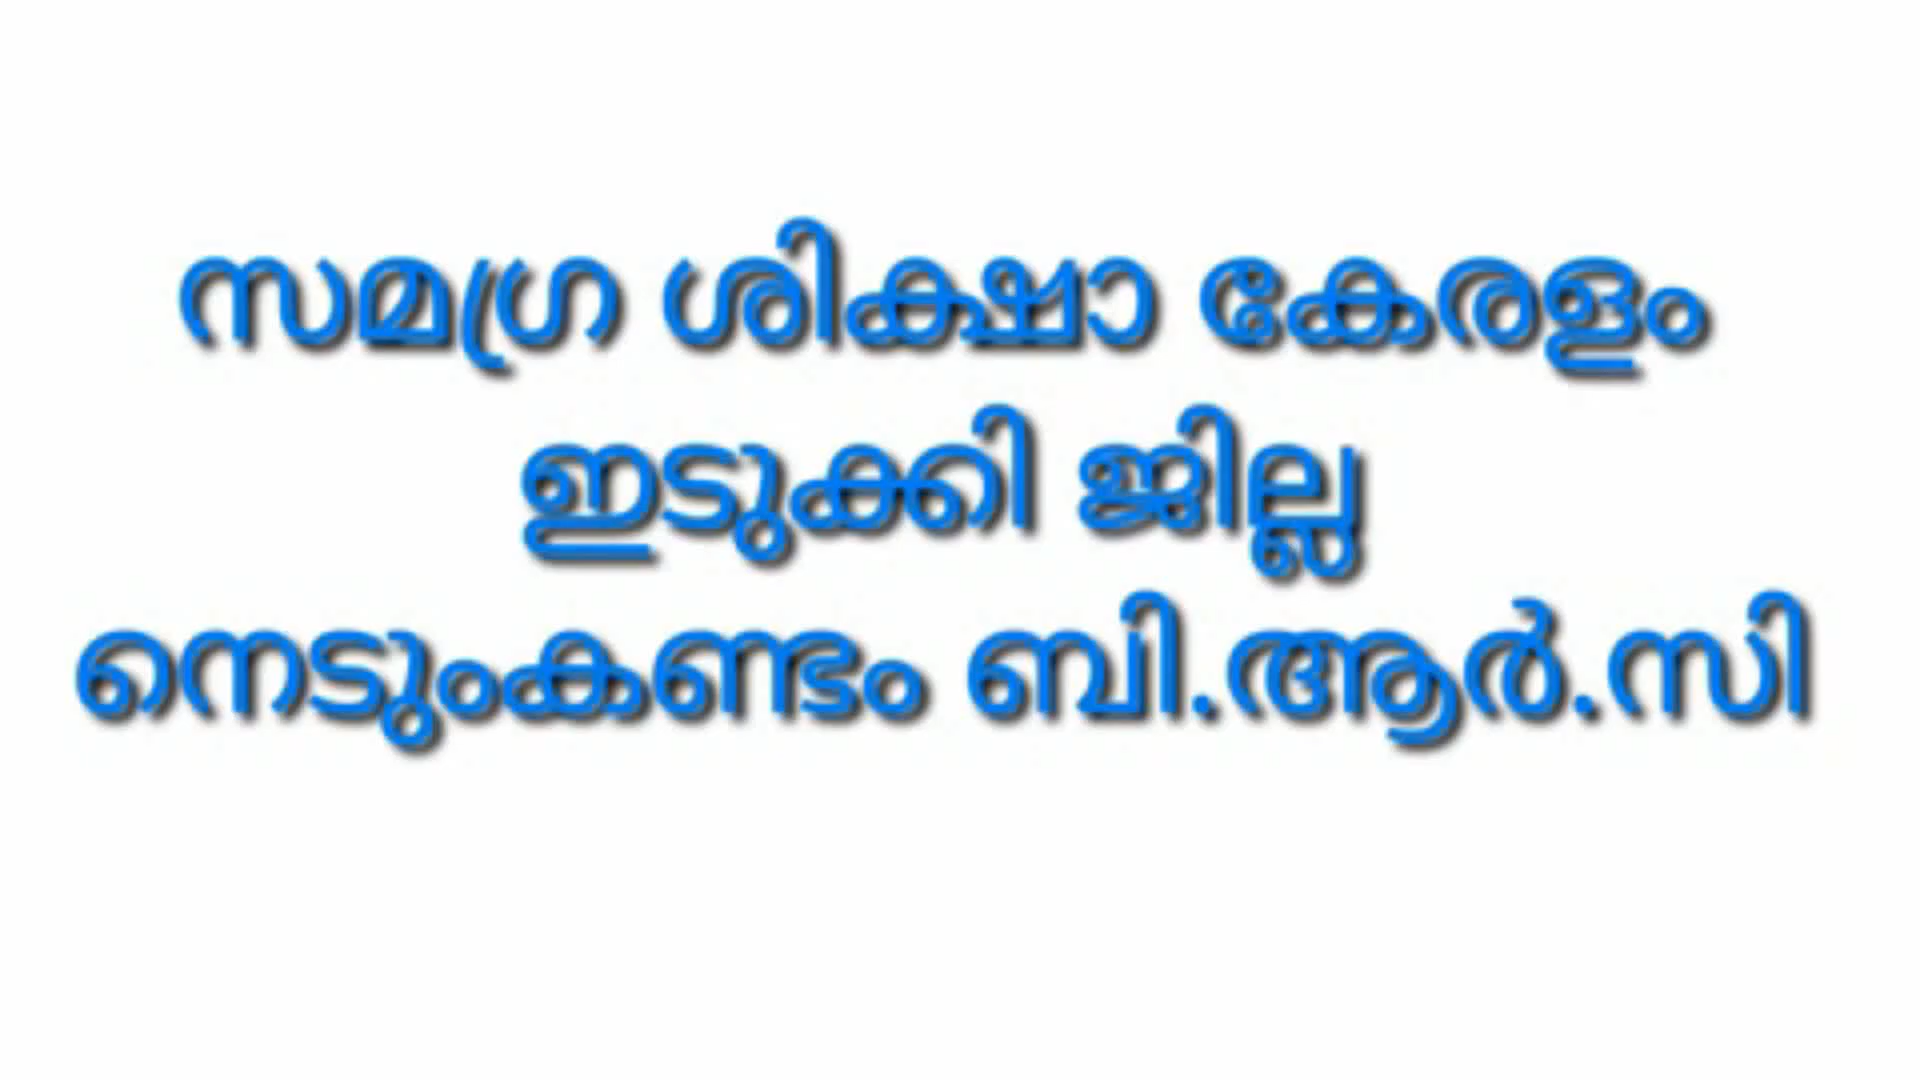 സമഗ്ര ശിക്ഷാ കേരളം
ഇടുക്കി ജില്ല
നെടുംകണ്ടം ബി.ആർ.സി